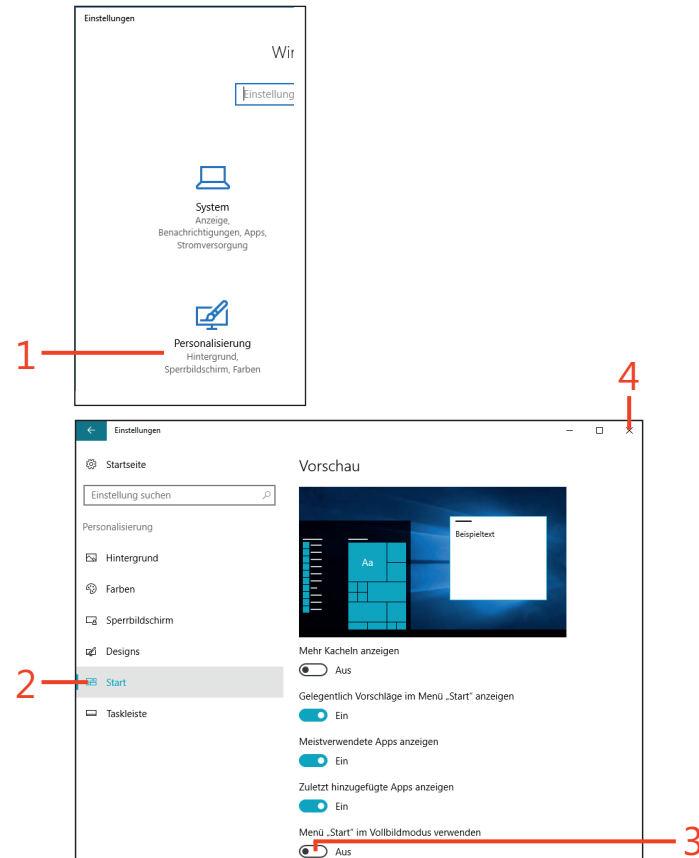 Einstellungen
Wir
Einstellung
System
Anzeige,
Benachrichtigungen, Apps,
Stromversorgung
1
Personalisierung
Hintergrund,
Sperrbildschirm, Farben
4
Einstellungen
Startseite
Einstellung suchen
Personalisierung
Hintergrund
Farben
Sperrbildschirm
Designs
2
Start
Taskleiste
Vorschau
Beispieltext
Aa
Mehr Kacheln anzeigen
Aus
Gelegentlich Vorschläge im Menü „Start“ anzeigen
Ein
Meistverwendete Apps anzeigen
Ein
Zuletzt hinzugefügte Apps anzeigen
Ein
Menü „Start“ im Vollbildmodus verwenden
Aus
3